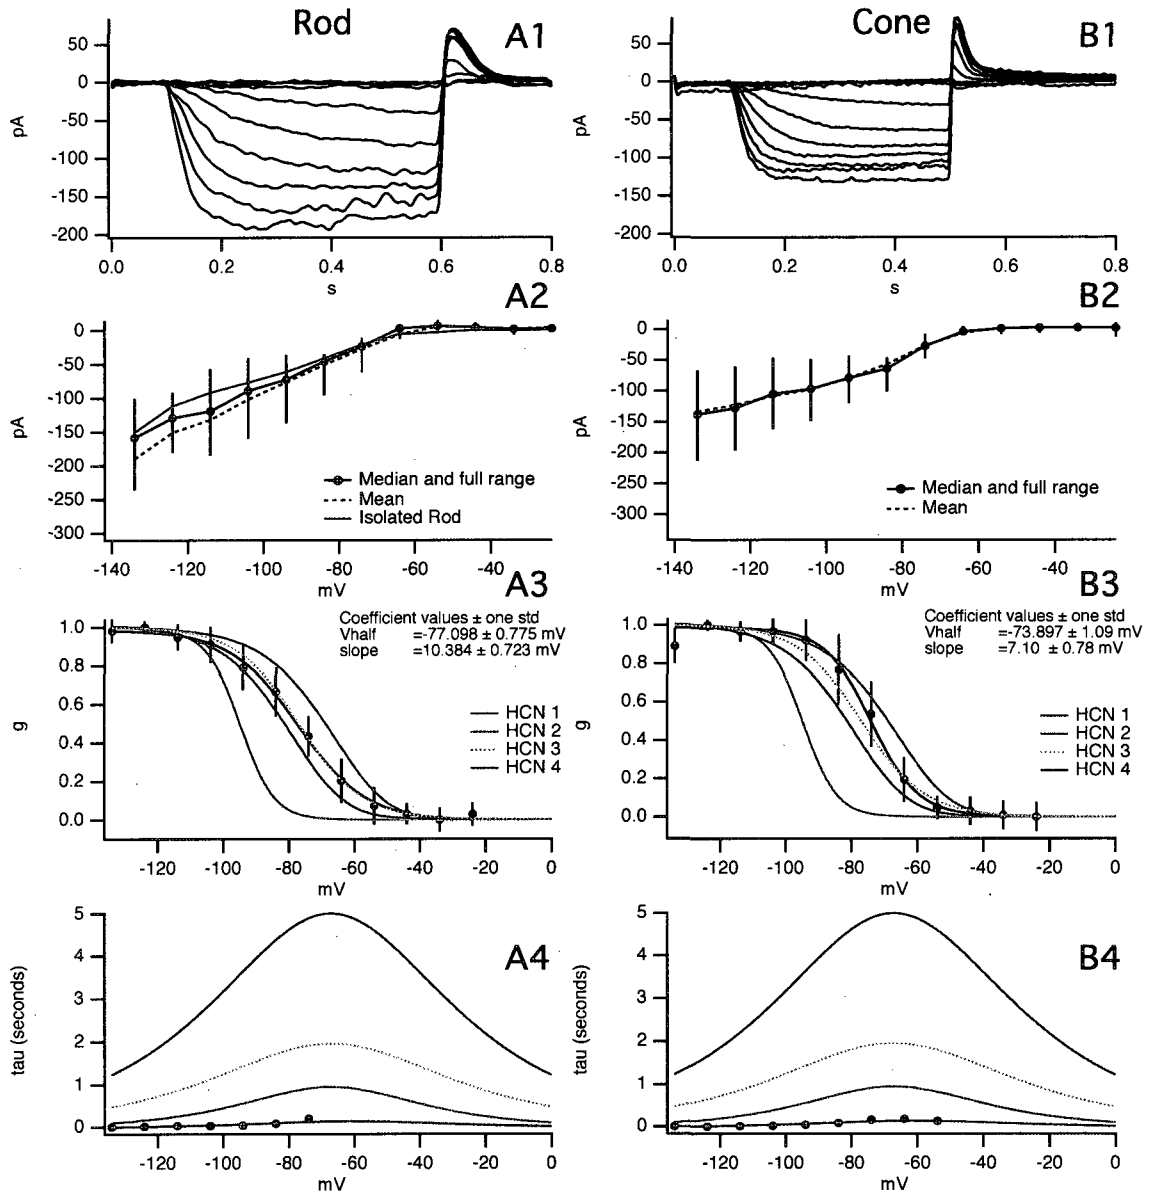 Rod
A1
50
0
-50
-100
-150
-200
pA
0.0 0.2 0.4 0.6 0.8
s
Cone
B1
50
0
-50
-100
-150
-200
pA
0.0 0.2 0.4 0.6 0.8
s
A2
0
-50
-100
-150
-200
-250
-300
pA
Median and full range
Mean
Isolated Rod
-140 -120 -100 -80 -60 -40
mV
B2
0
-50
-100
-150
-200
-250
-300
pA
Median and full range
Mean
-140 -120 -100 -80 -60 -40
mV
A3
Coefficient values ± one std
Vhalf =-77.098 ± 0.775 mV
slope =10.384 ± 0.723 mV
1.0
0.8
0.6
0.4
0.2
0.0
g
HCN 1
HCN 2
HCN 3
HCN 4
-120 -100 -80 -60 -40 -20 0
mV
B3
Coefficient values ± one std
Vhalf =-73.897 ± 1.09 mV
slope =7.10 ± 0.78 mV
1.0
0.8
0.6
0.4
0.2
0.0
g
HCN 1
HCN 2
HCN 3
HCN 4
-120 -100 -80 -60 -40 -20 0
mV
A4
5
4
3
2
1
0
tau (seconds)
-120 -100 -80 -60 -40 -20 0
mV
B4
5
4
3
2
1
0
tau (seconds)
-120 -100 -80 -60 -40 -20 0
mV